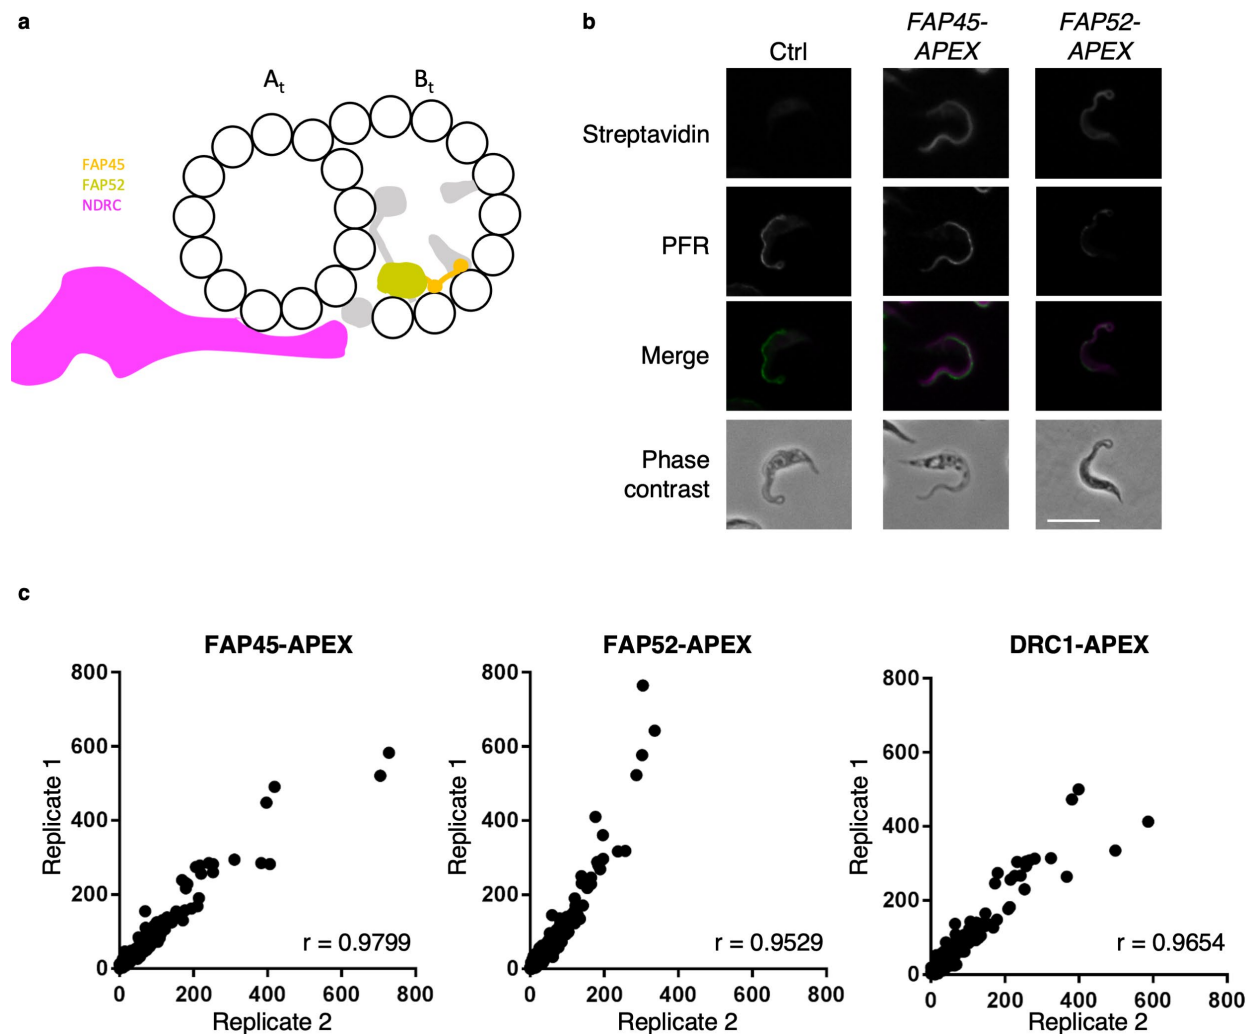 a
A_t
B_t
FAP45
FAP52
NDRC
b
Ctrl
FAP45-
APEX
FAP52-
APEX
Streptavidin
PFR
Merge
Phase
contrast
c
FAP45-APEX
800
600
400
200
0
Replicate 1
0 200 400 600 800
Replicate 2
r = 0.9799
FAP52-APEX
800
600
400
200
0
Replicate 1
0 200 400 600 800
Replicate 2
r = 0.9529
DRC1-APEX
800
600
400
200
0
Replicate 1
0 200 400 600 800
Replicate 2
r = 0.9654